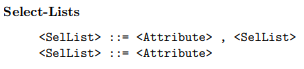 Select-Lists
<SelList> ::= <Attribute> , <SelList>
<SelList> ::= <Attribute>